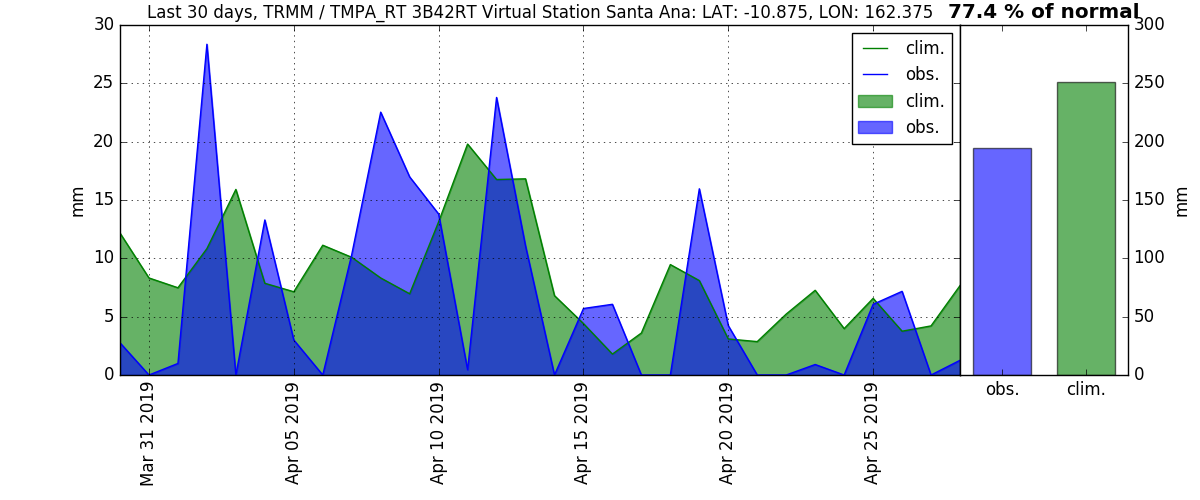 Last 30 days, TRMM / TMPA_RT 3B42RT Virtual Station Santa Ana: LAT: -10.875, LON: 162.375 77.4 % of normal
30
25
20
15
10
5
0
mm
clim.
obs.
clim.
obs.
Mar 31 2019
Apr 05 2019
Apr 10 2019
Apr 15 2019
Apr 20 2019
Apr 25 2019
300
250
200
150
100
50
0
mm
obs. clim.